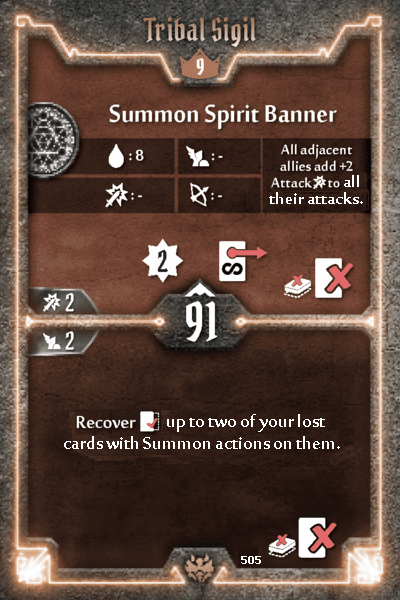 Tribal Sigil
9
Summon Spirit Banner
: 8
: -
: -
: -
All adjacent
allies add +2
Attack to all
their attacks.
2
2
91
2
Recover up to two of your lost
cards with Summon actions on them.
505